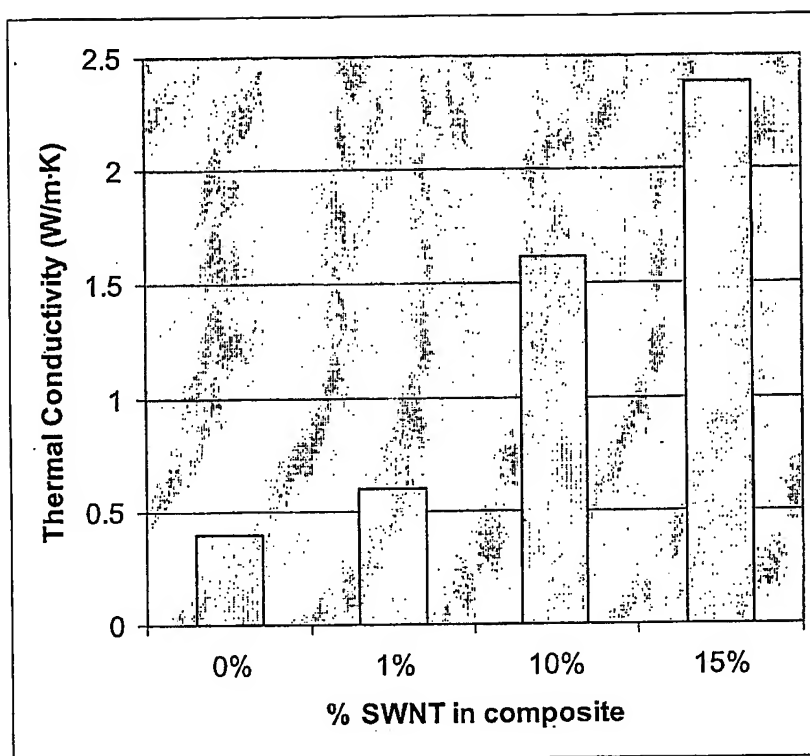 2.5
2
1.5
1
0.5
0
Thermal Conductivity (W/m·K)
0% 1% 10% 15%
% SWNT in composite